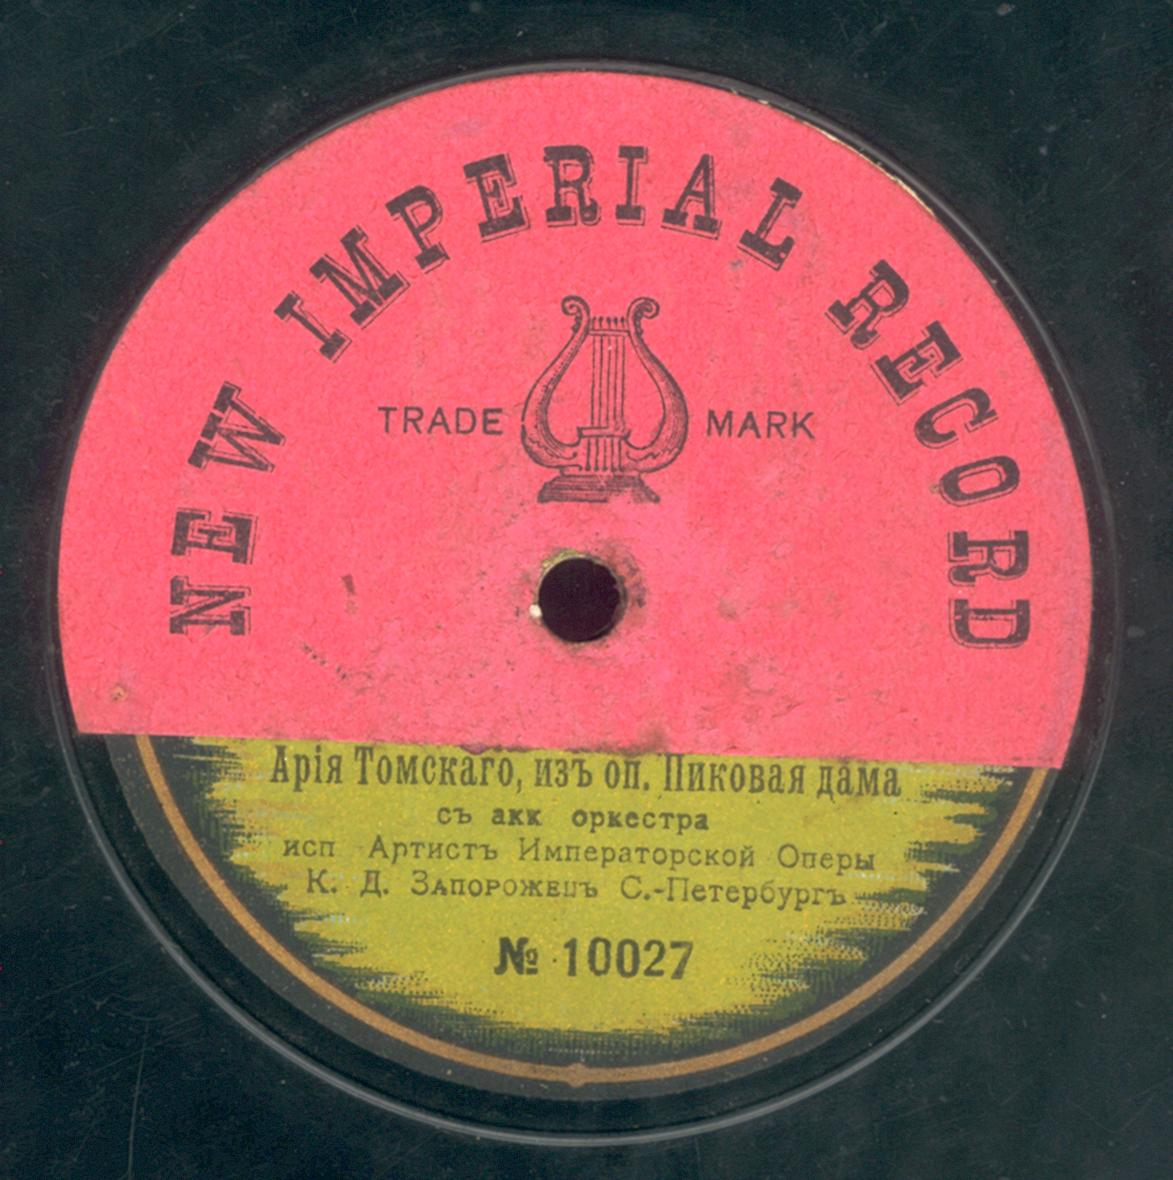 NEW IMPERIAL RECORD
TRADE MARK
Арія Томскаго, изъ оп. Пиковая дама
съ акк оркестра
исп Артистъ Императорской Оперы
К. Д. ЗАПОРОЖЕЦЪ С.-Петербургъ
№ 10027